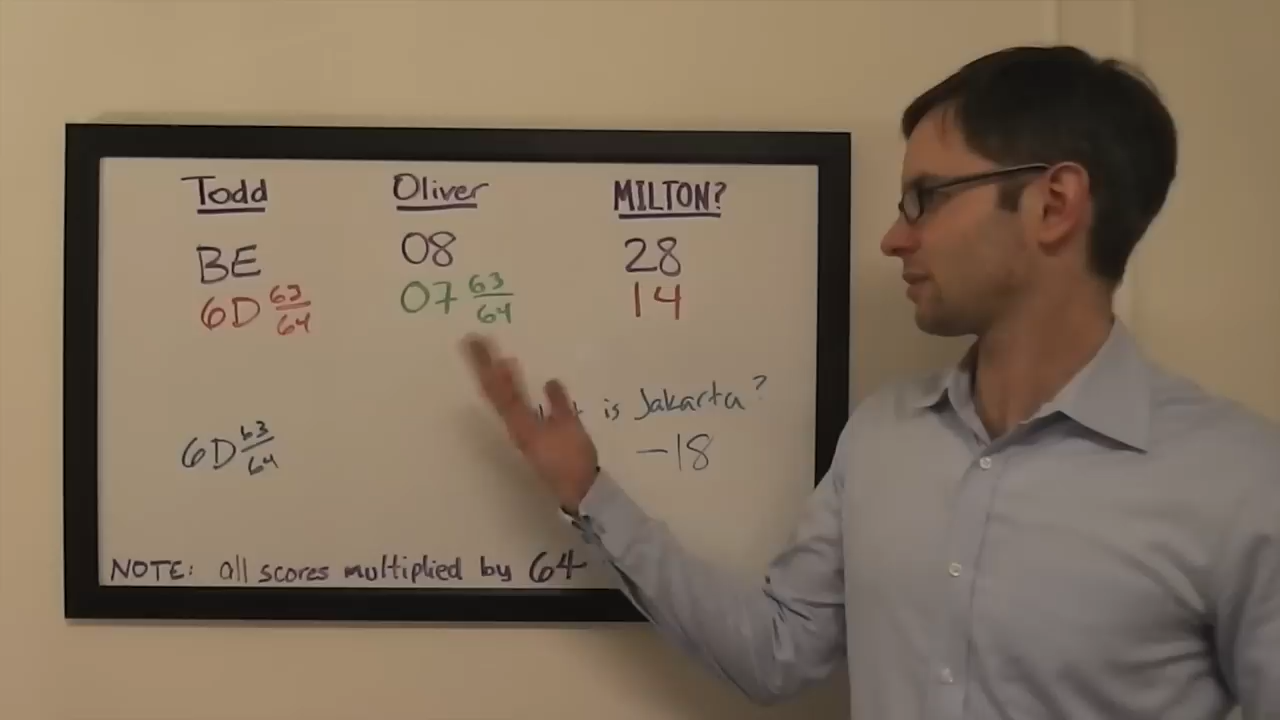 Todd Oliver MILTON?
BE 08 28
6D 63/64 07 63/64 14
is Jakarta?
6D 63/64 -18
NOTE: all scores multiplied by 64